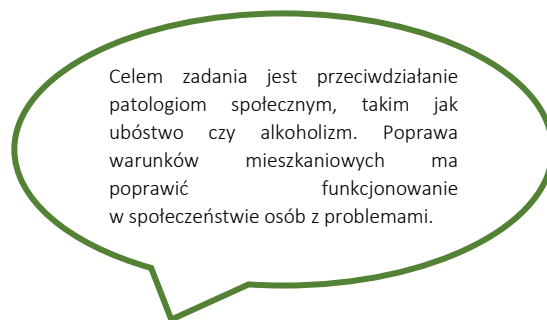 Celem zadania jest przeciwdziałanie
patologiom społecznym, takim jak
ubóstwo czy alkoholizm. Poprawa
warunków mieszkaniowych ma
poprawić funkcjonowanie
w społeczeństwie osób z problemami.